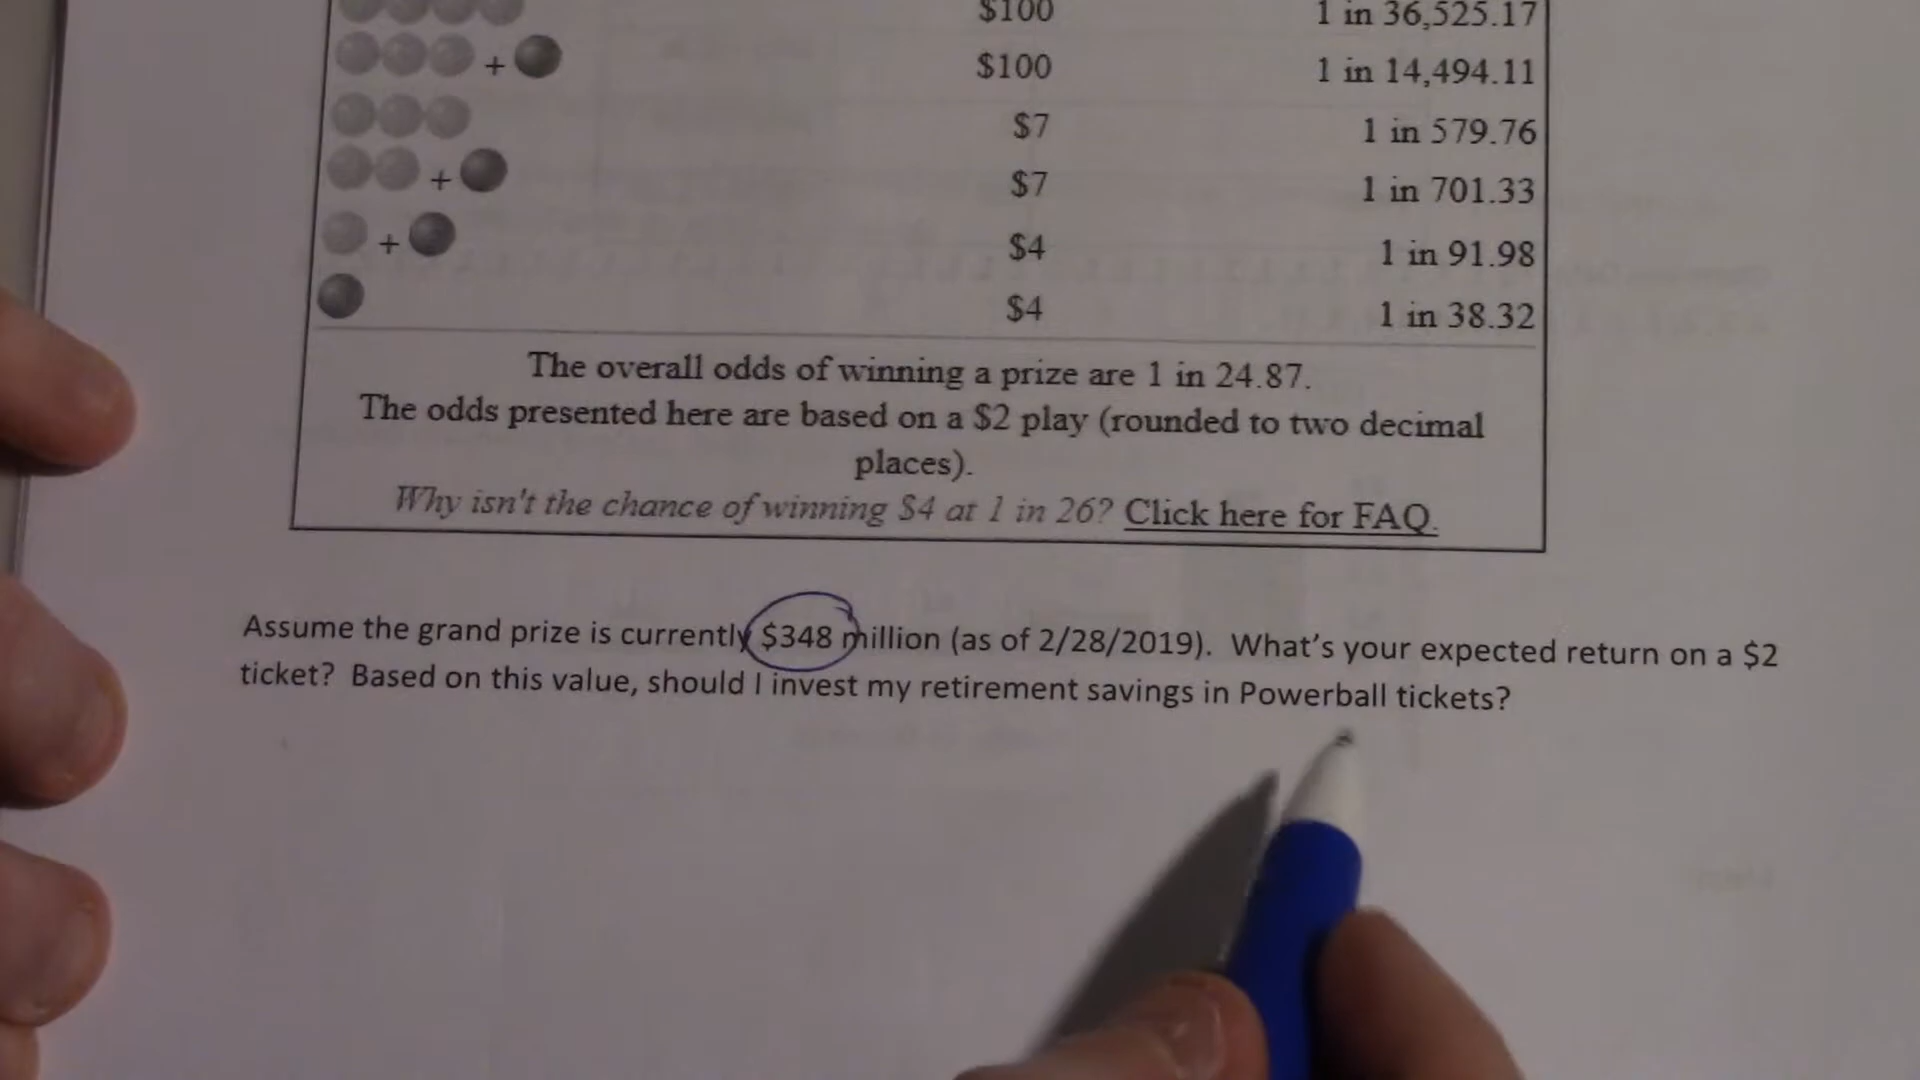 $100 1 in 36,525.17
+ $100 1 in 14,494.11
$7 1 in 579.76
+ $7 1 in 701.33
+ $4 1 in 91.98
$4 1 in 38.32
The overall odds of winning a prize are 1 in 24.87.
The odds presented here are based on a $2 play (rounded to two decimal
places).
Why isn't the chance of winning $4 at 1 in 26? Click here for FAQ.
Assume the grand prize is currently $348 million (as of 2/28/2019). What's your expected return on a $2
ticket? Based on this value, should I invest my retirement savings in Powerball tickets?